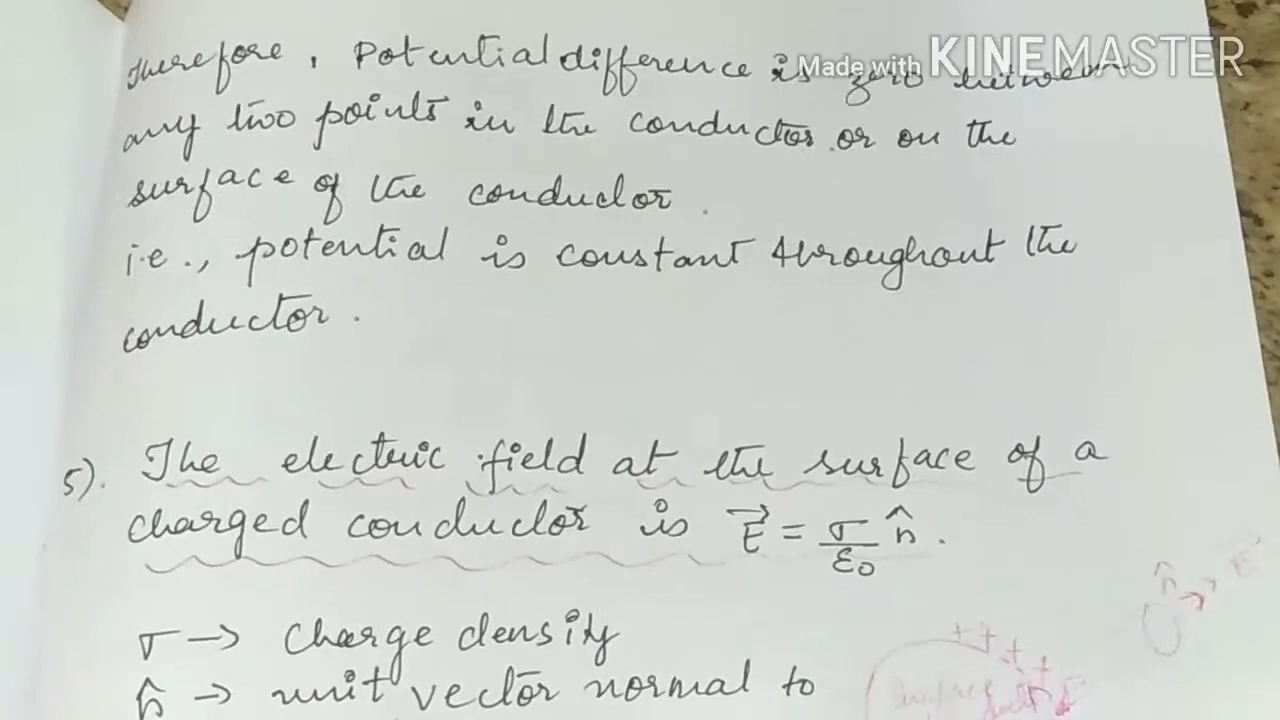 Therefore, Potential difference is zero between
Made with KINEMASTER
any two points in the conductor or on the
surface of the conductor.
i.e., potential is constant throughout the
conductor.
5). The electric field at the surface of a
charged conductor is E⃗ = σ/ε₀ n̂.
σ → Charge density
n̂ → unit vector normal to
n̂ → E⃗
+ + + +
surface